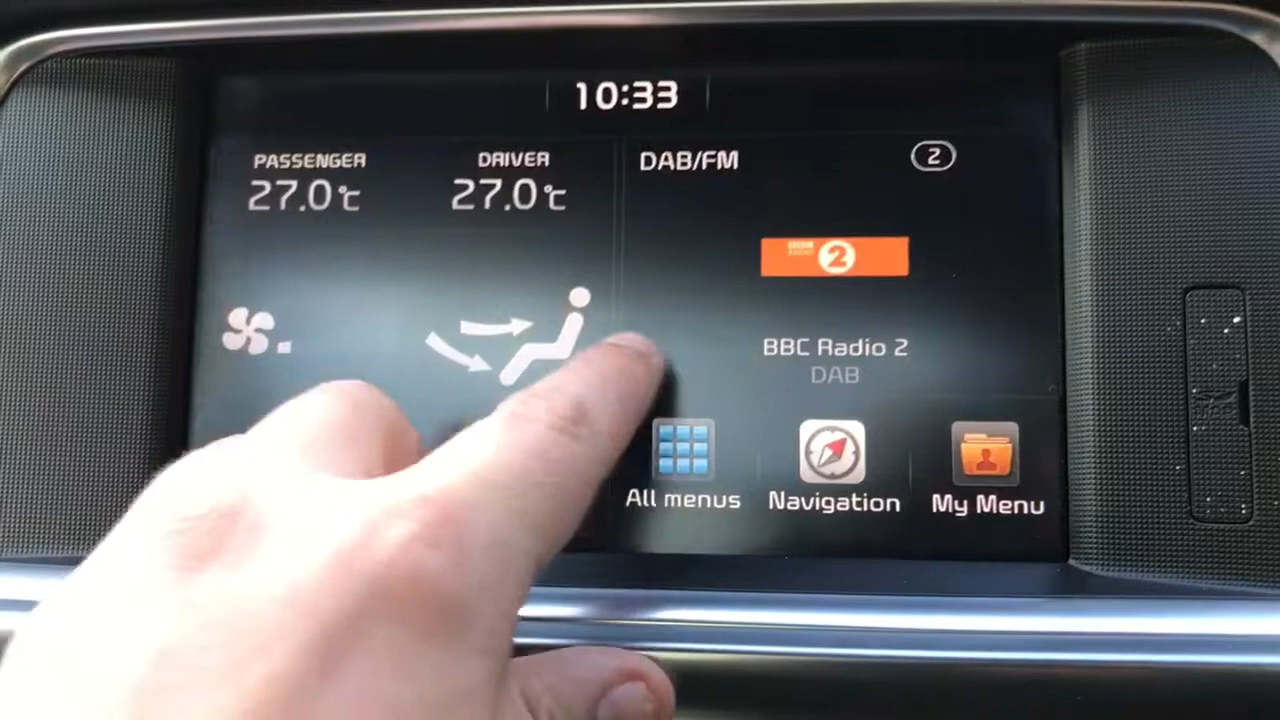 10:33
PASSENGER
27.0°c
DRIVER
27.0°c
DAB/FM
2
BBC
RADIO
2
BBC Radio 2
DAB
All menus
Navigation
My Menu